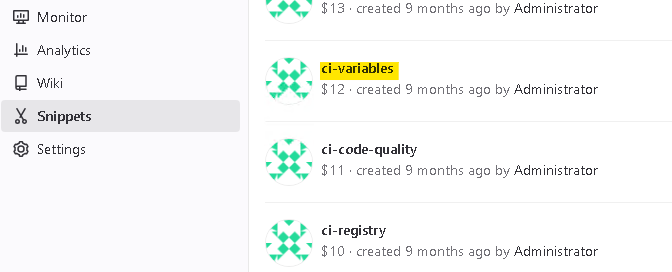 Monitor
Analytics
Wiki
Snippets
Settings
$13 · created 9 months ago by Administrator
ci-variables
$12 · created 9 months ago by Administrator
ci-code-quality
$11 · created 9 months ago by Administrator
ci-registry
$10 · created 9 months ago by Administrator